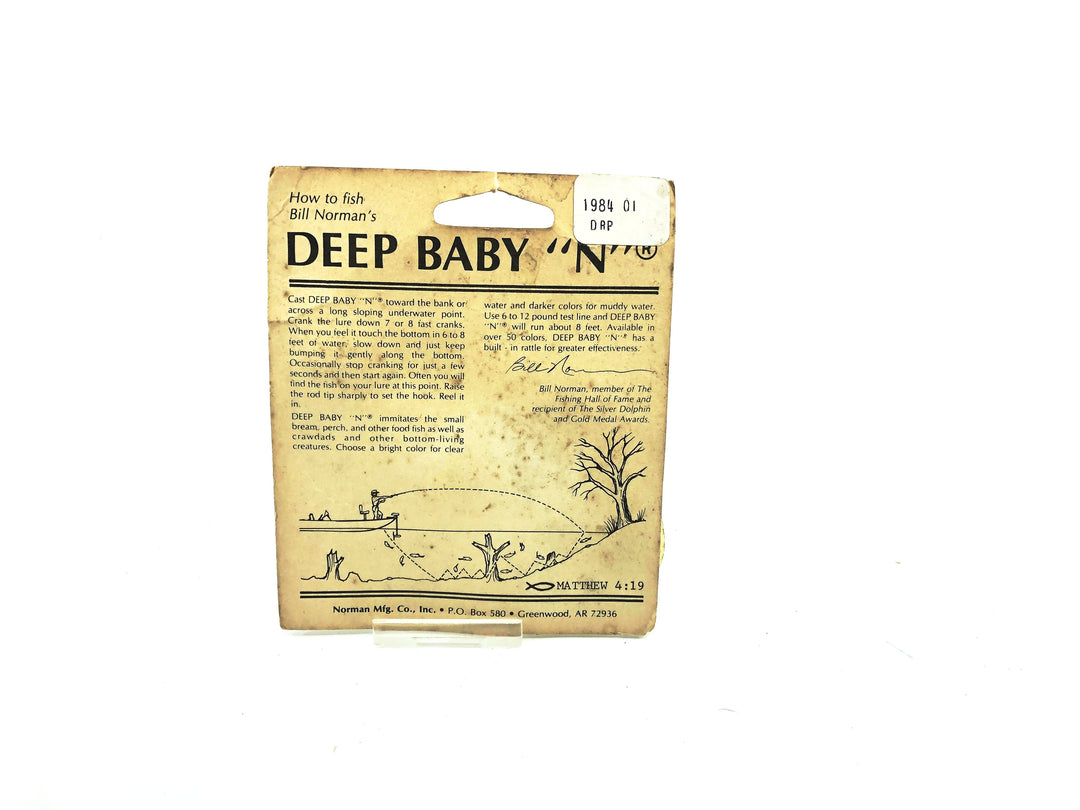 How to fish
Bill Norman's
1984 01
DAP
DEEP BABY "N"®
Cast DEEP BABY "N"® toward the bank or
across a long sloping underwater point.
Crank the lure down 7 or 8 fast cranks.
When you feel it touch the bottom in 6 to 8
feet of water, slow down and just keep
bumping it gently along the bottom.
Occasionally stop cranking for just a few
seconds and then start again. Often you will
find the fish on your lure at this point. Raise
the rod tip sharply to set the hook. Reel it
in.
DEEP BABY "N"® immitates the small
bream, perch, and other food fish as well as
crawdads and other bottom-living
creatures. Choose a bright color for clear
water and darker colors for muddy water.
Use 6 to 12 pound test line and DEEP BABY
"N"® will run about 8 feet. Available in
over 50 colors, DEEP BABY "N"® has a
built - in rattle for greater effectiveness.
Bill Norman
Bill Norman, member of The
Fishing Hall of Fame and
recipient of The Silver Dolphin
and Gold Medal Awards.
MATTHEW 4:19
Norman Mfg. Co., Inc. • P.O. Box 580 • Greenwood, AR 72936